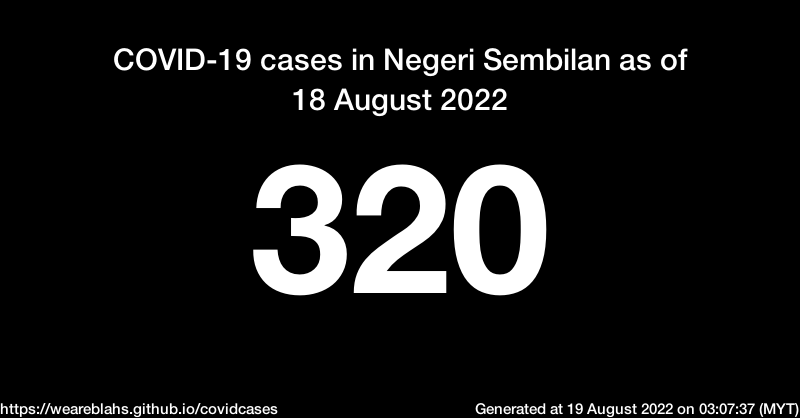 COVID-19 cases in Negeri Sembilan as of
18 August 2022
320
https://weareblahs.github.io/covidcases
Generated at 19 August 2022 on 03:07:37 (MYT)